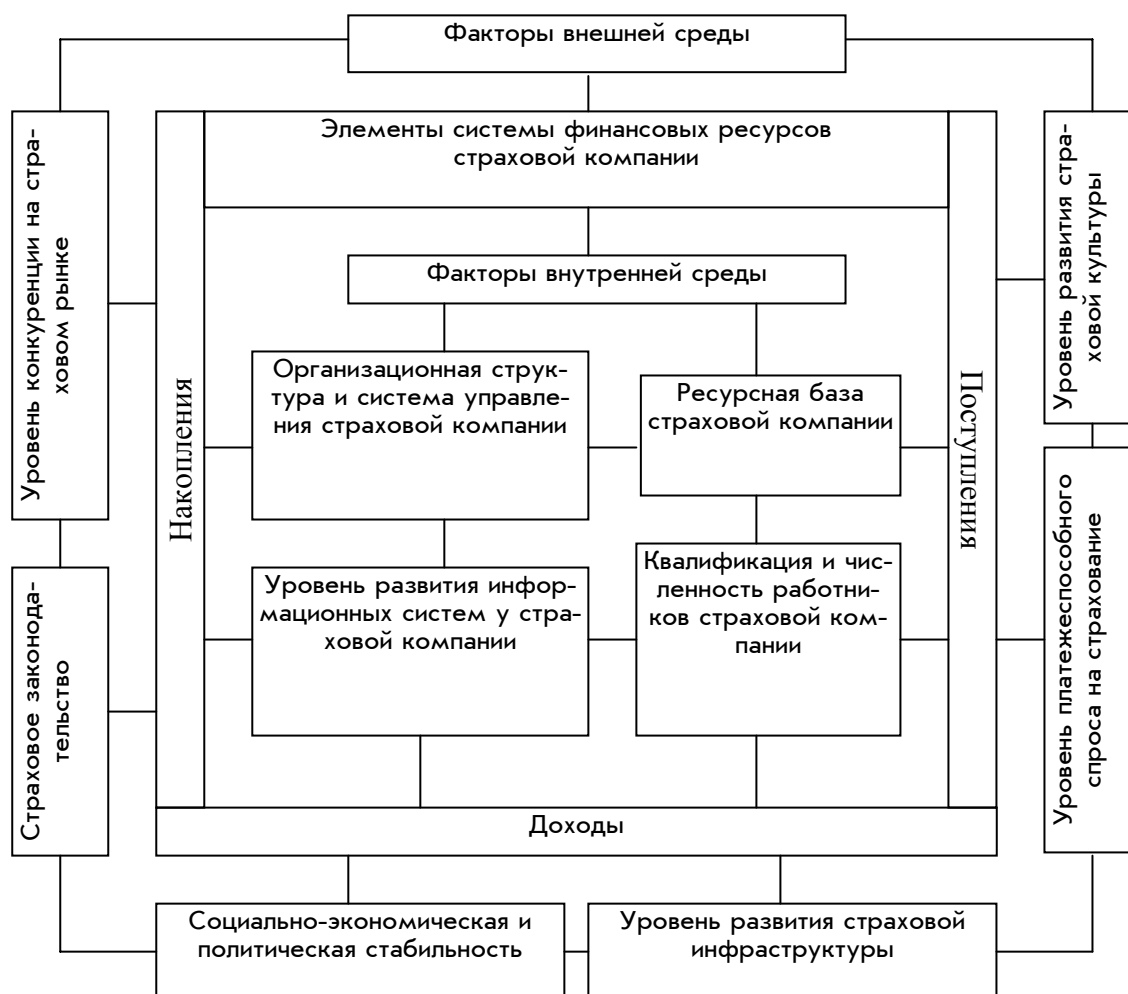 Факторы внешней среды
Элементы системы финансовых ресурсов
страховой компании
Уровень конкуренции на стра-
ховом рынке
Уровень развития стра-
ховой культуры
Факторы внутренней среды
Накопления
Поступления
Организационная струк-
тура и система управле-
ния страховой компании
Ресурсная база
страховой компании
Уровень развития инфор-
мационных систем у стра-
ховой компании
Квалификация и чис-
ленность работни-
ков страховой ком-
пании
Страховое законода-
тельство
Уровень платежеспособного
спроса на страхование
Доходы
Социально-экономическая и
политическая стабильность
Уровень развития страховой
инфраструктуры